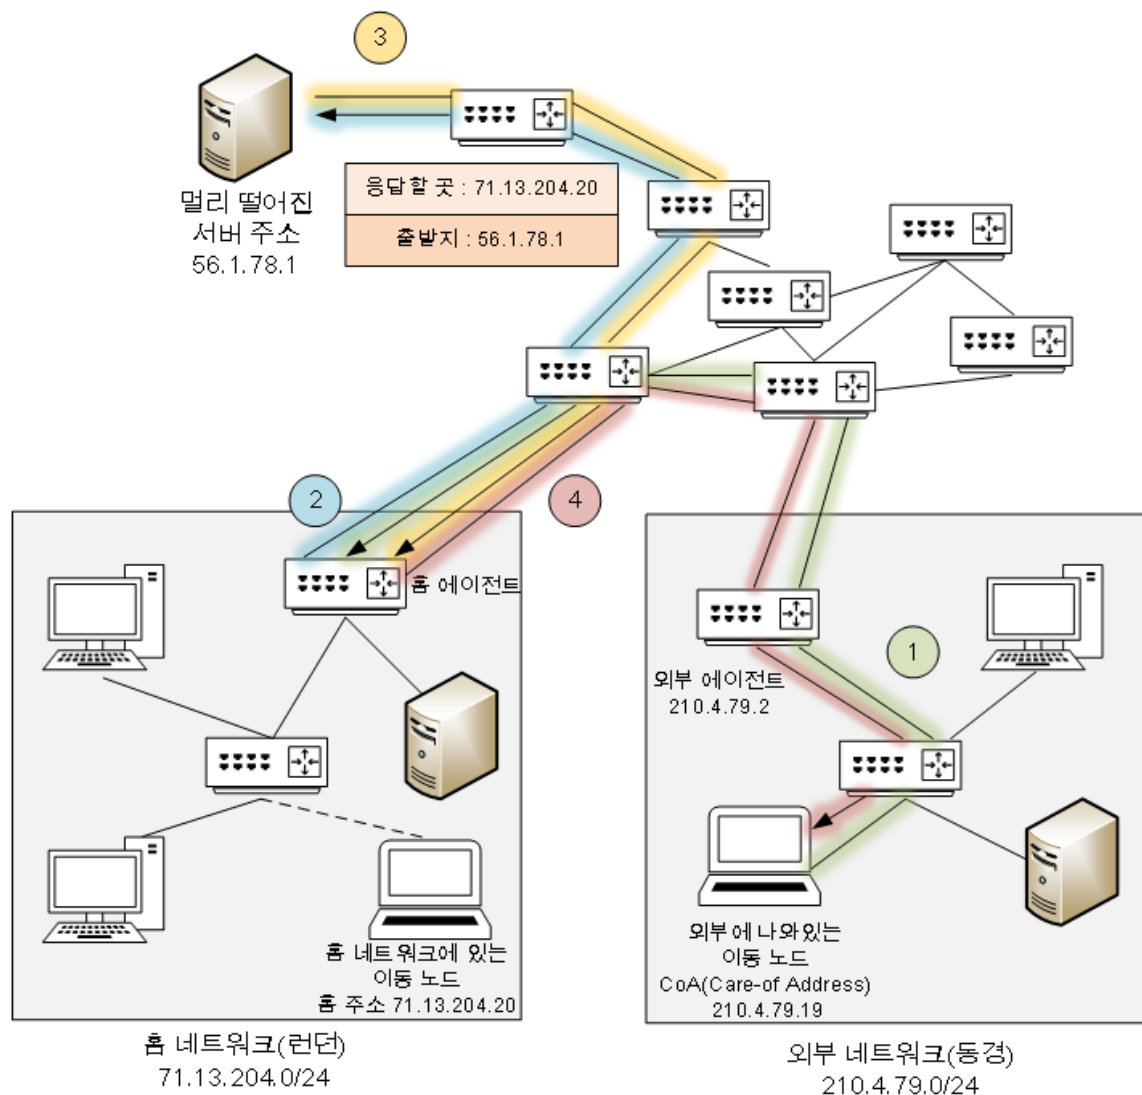 3
멀리 떨어진
서버 주소
56.1.78.1
응답할 곳 : 71.13.204.20
출발지 : 56.1.78.1
2
4
홈 에이전트
1
외부 에이전트
210.4.79.2
홈 네트워크에 있는
이동 노드
홈 주소 71.13.204.20
외부에 나와있는
이동 노드
CoA(Care-of Address)
210.4.79.19
홈 네트워크(런던)
71.13.204.0/24
외부 네트워크(동경)
210.4.79.0/24